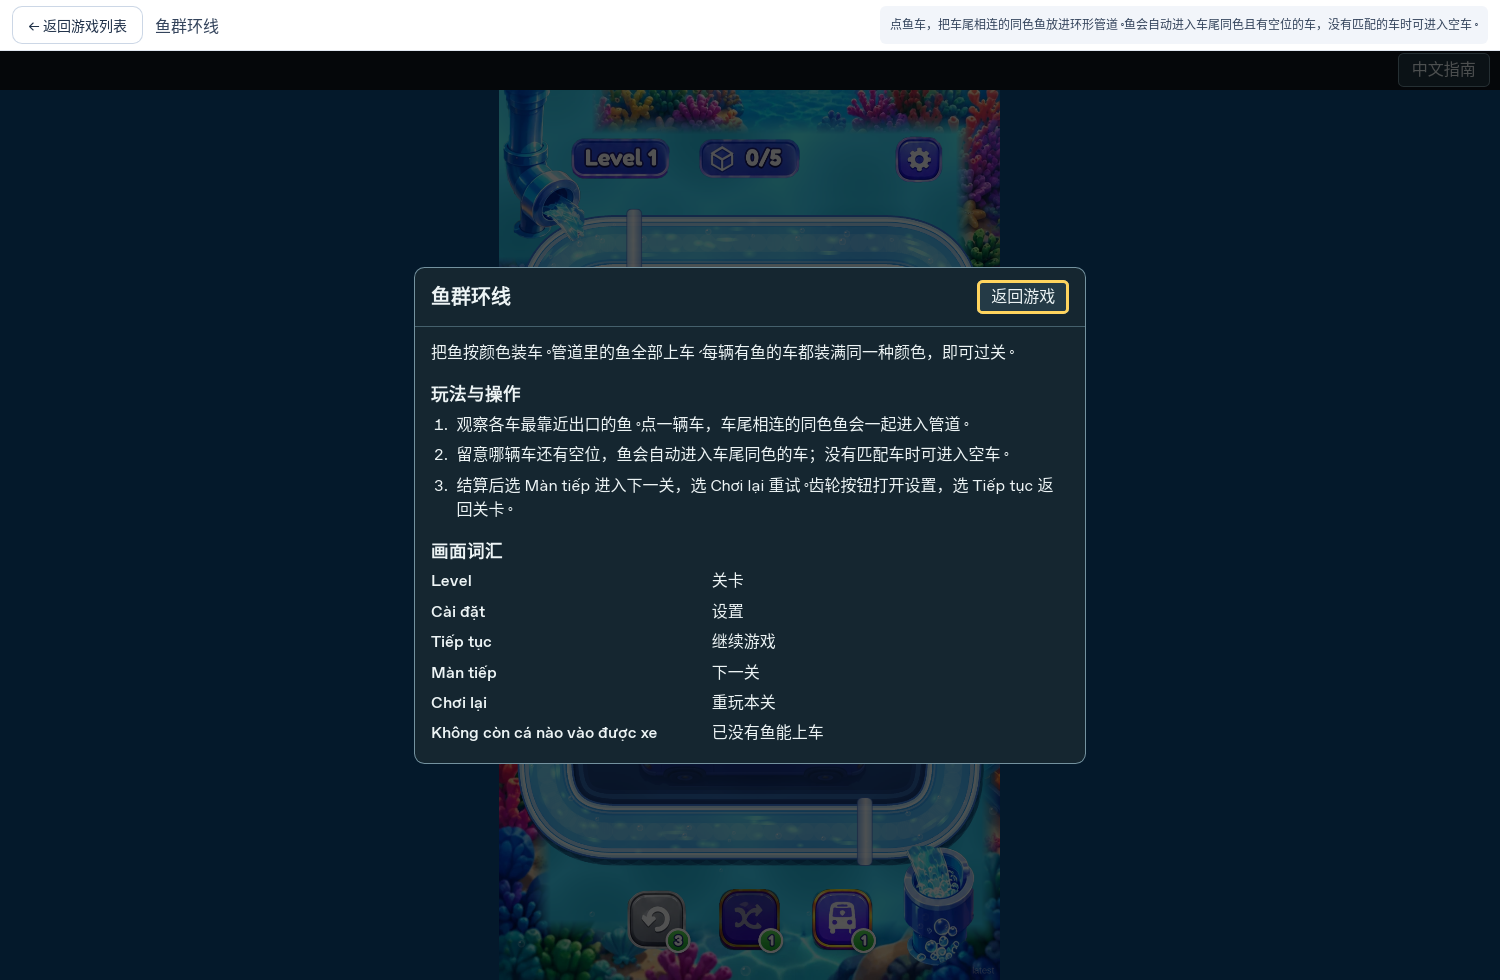 ← 返回游戏列表
鱼群环线
点鱼车，把车尾相连的同色鱼放进环形管道。鱼会自动进入车尾同色且有空位的车，没有匹配的车时可进入空车。
中文指南
Level 1
0/5
鱼群环线
返回游戏
把鱼按颜色装车。管道里的鱼全部上车、每辆有鱼的车都装满同一种颜色，即可过关。
玩法与操作
1. 观察各车最靠近出口的鱼。点一辆车，车尾相连的同色鱼会一起进入管道。
2. 留意哪辆车还有空位，鱼会自动进入车尾同色的车；没有匹配车时可进入空车。
3. 结算后选 Màn tiếp 进入下一关，选 Chơi lại 重试。齿轮按钮打开设置，选 Tiếp tục 返
回关卡。
画面词汇
Level 关卡
Cài đặt 设置
Tiếp tục 继续游戏
Màn tiếp 下一关
Chơi lại 重玩本关
Không còn cá nào vào được xe 已没有鱼能上车
3
1
1
latest